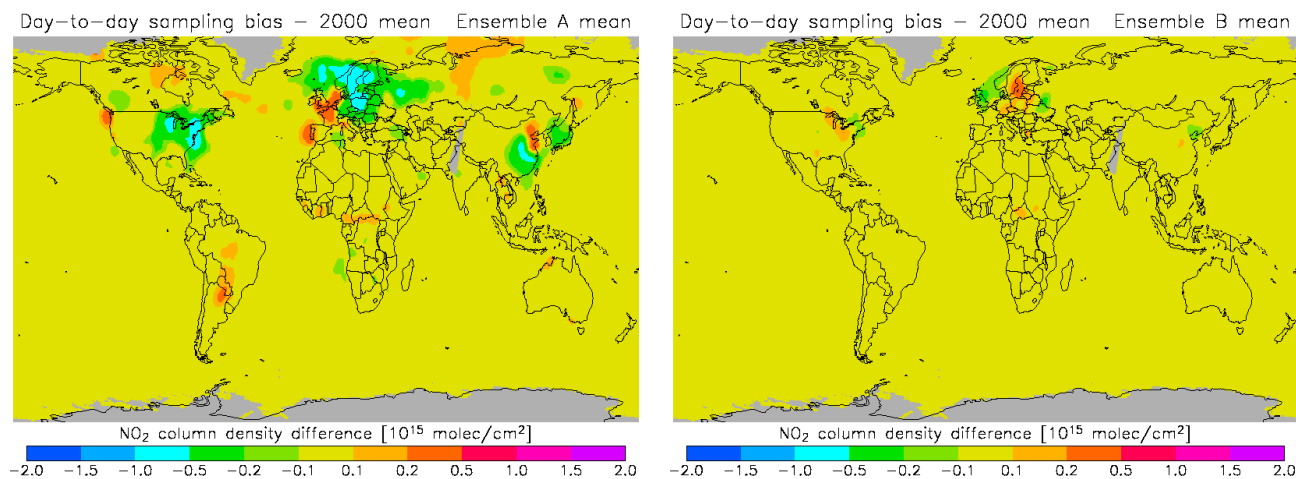 Day-to-day sampling bias - 2000 mean Ensemble A mean
NO2 column density difference [10^15 molec/cm^2]
-2.0 -1.5 -1.0 -0.5 -0.2 -0.1 0.1 0.2 0.5 1.0 1.5 2.0
Day-to-day sampling bias - 2000 mean Ensemble B mean
NO2 column density difference [10^15 molec/cm^2]
-2.0 -1.5 -1.0 -0.5 -0.2 -0.1 0.1 0.2 0.5 1.0 1.5 2.0